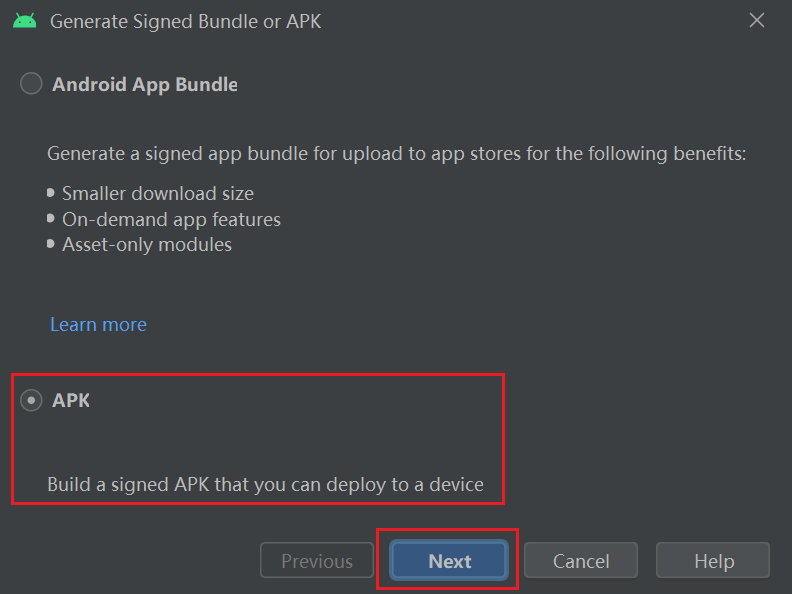 Generate Signed Bundle or APK
Android App Bundle
Generate a signed app bundle for upload to app stores for the following benefits:
Smaller download size
On-demand app features
Asset-only modules
Learn more
APK
Build a signed APK that you can deploy to a device
Previous Next Cancel Help